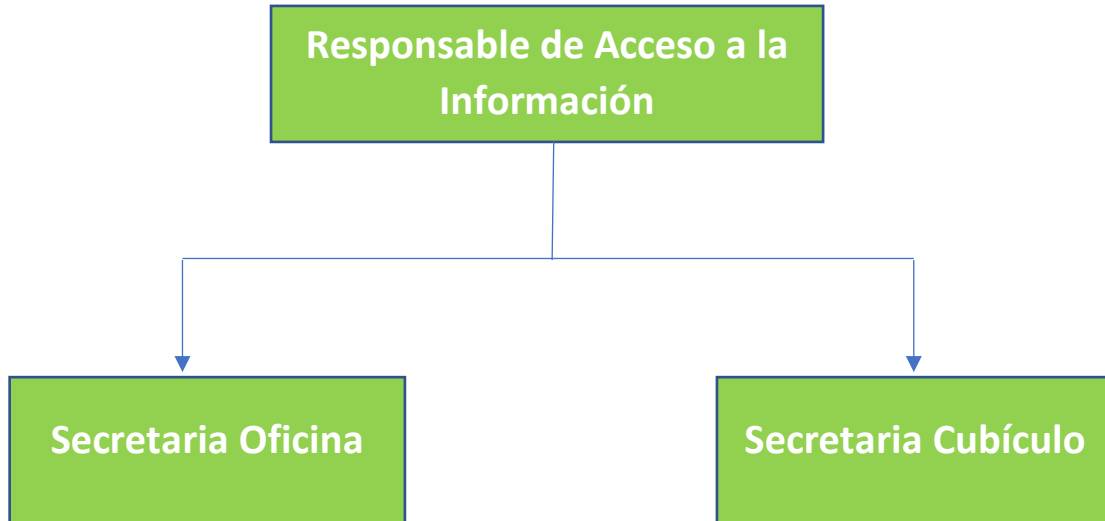 Responsable de Acceso a la
Información
Secretaria Oficina
Secretaria Cubículo